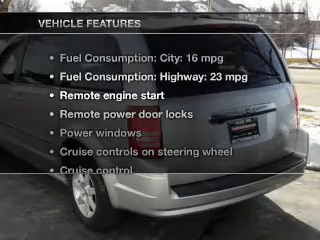 VEHICLE FEATURES
Fuel Consumption: City: 16 mpg
Fuel Consumption: Highway: 23 mpg
Remote engine start
Remote power door locks
Power windows
Cruise controls on steering wheel
Cruise control